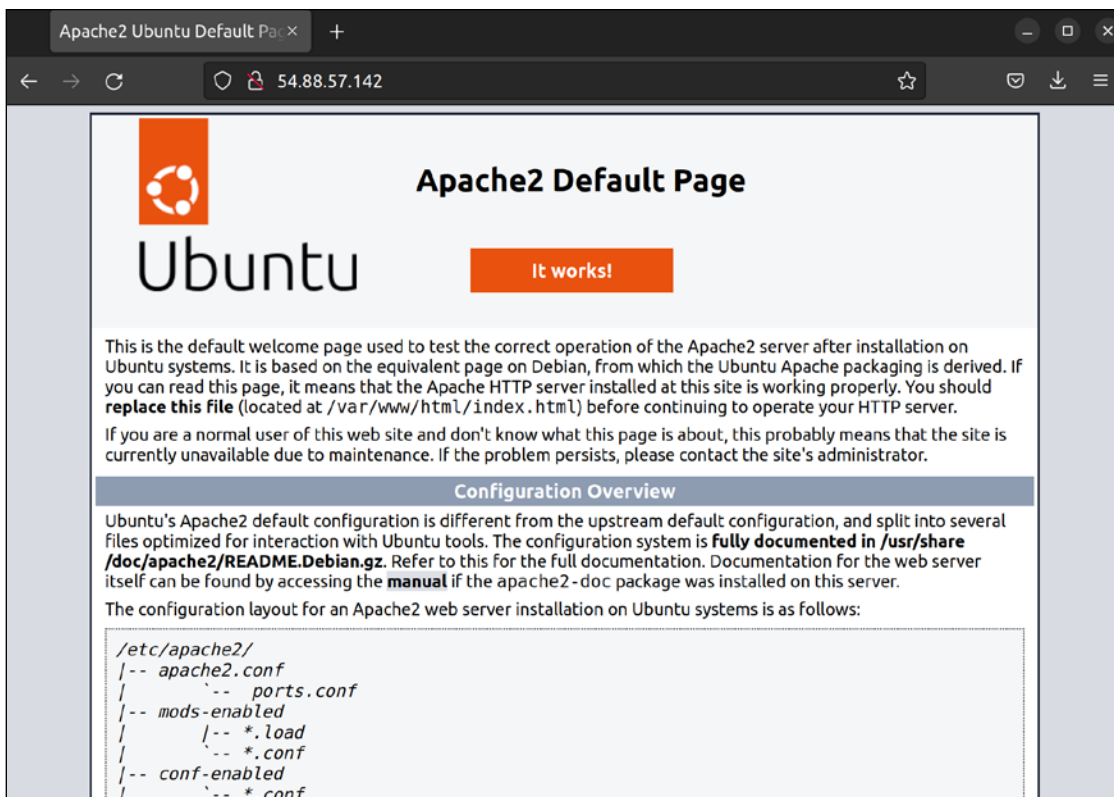 Apache2 Ubuntu Default Pag
54.88.57.142
Apache2 Default Page
Ubuntu
It works!
This is the default welcome page used to test the correct operation of the Apache2 server after installation on
Ubuntu systems. It is based on the equivalent page on Debian, from which the Ubuntu Apache packaging is derived. If
you can read this page, it means that the Apache HTTP server installed at this site is working properly. You should
replace this file (located at /var/www/html/index.html) before continuing to operate your HTTP server.
If you are a normal user of this web site and don't know what this page is about, this probably means that the site is
currently unavailable due to maintenance. If the problem persists, please contact the site's administrator.
Configuration Overview
Ubuntu's Apache2 default configuration is different from the upstream default configuration, and split into several
files optimized for interaction with Ubuntu tools. The configuration system is fully documented in /usr/share
/doc/apache2/README.Debian.gz. Refer to this for the full documentation. Documentation for the web server
itself can be found by accessing the manual if the apache2-doc package was installed on this server.
The configuration layout for an Apache2 web server installation on Ubuntu systems is as follows:
/etc/apache2/
|-- apache2.conf
|       `--  ports.conf
|-- mods-enabled
|       |-- *.load
|       `-- *.conf
|-- conf-enabled
|       `-- *.conf